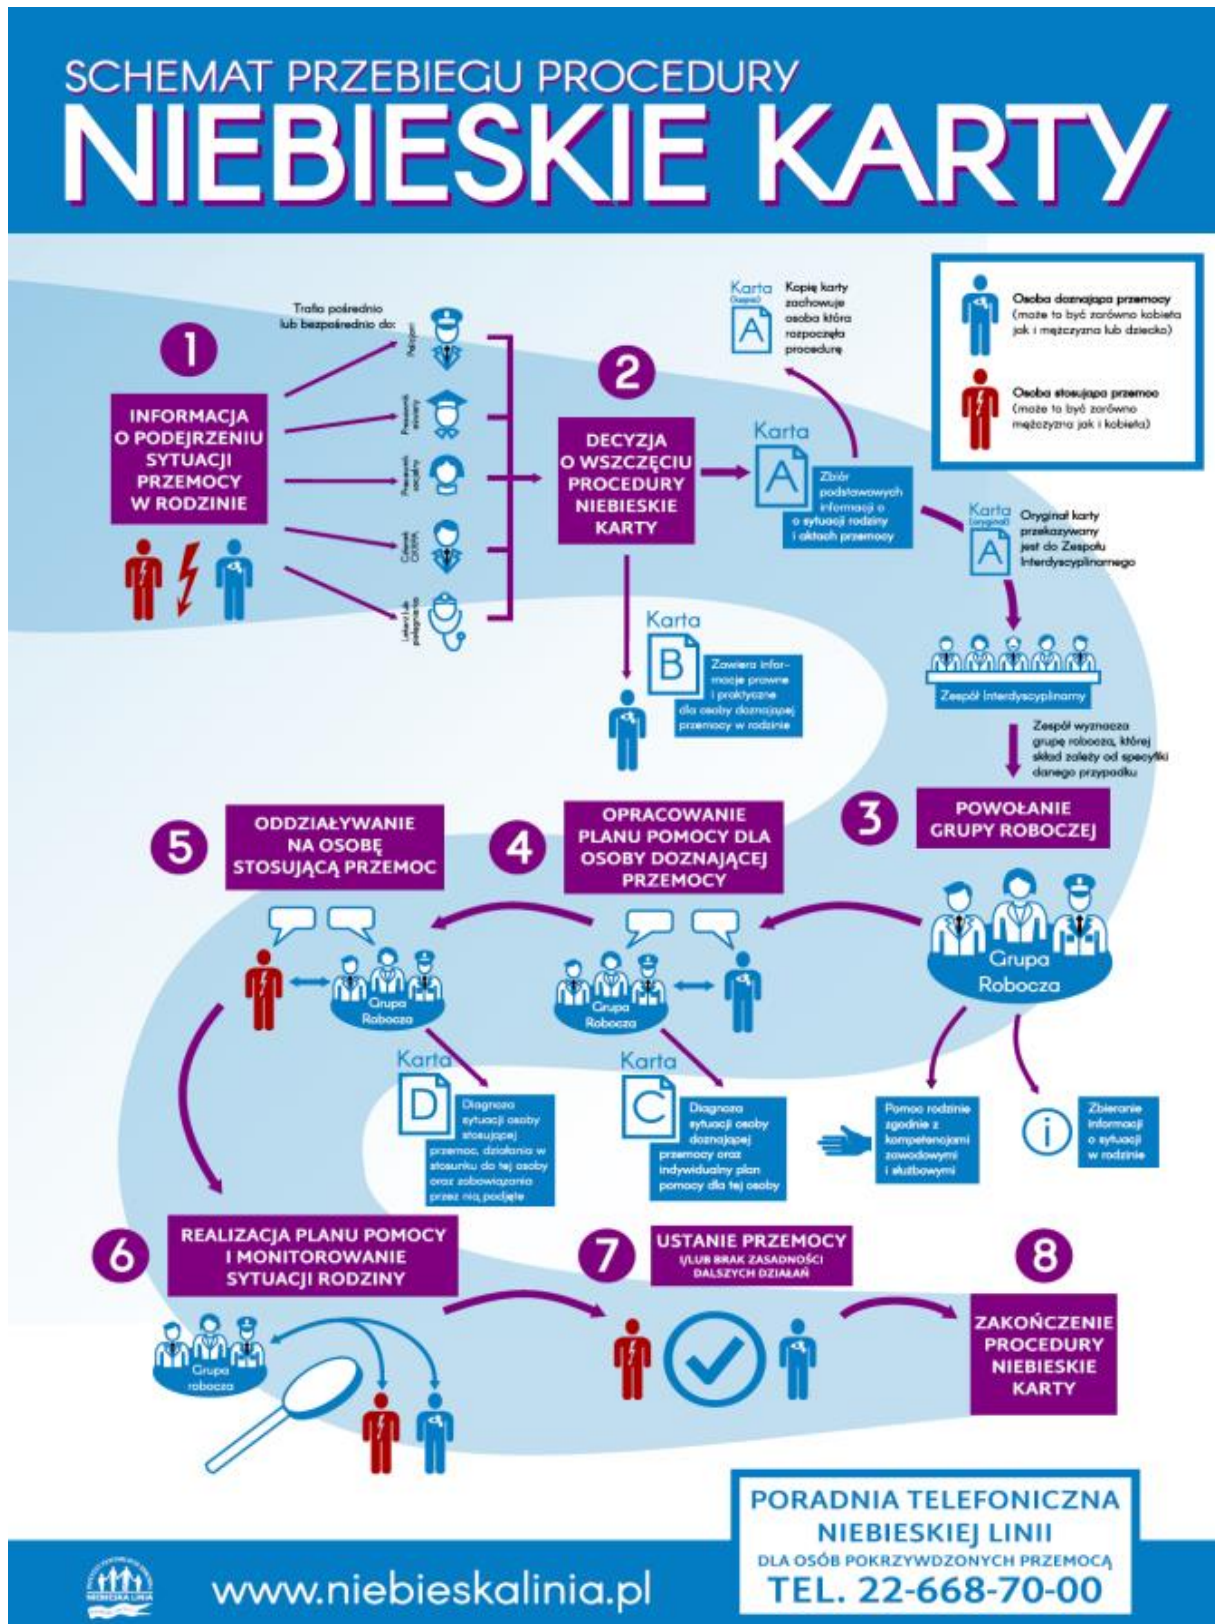 SCHEMAT PRZEBIEGU PROCEDURY
NIEBIESKIE KARTY
1
INFORMACJA
O PODEJRZENIU
SYTUACJI
PRZEMOCY
W RODZINIE
Trafia pośrednio
lub bezpośrednio do:
Policjant
Pracownik
oświaty
Pracownik
socjalny
Członek
GKRPA
Lekarz lub
pielęgniarka
2
DECYZJA
O WSZCZĘCIU
PROCEDURY
NIEBIESKIE
KARTY
Karta
(kopia)
A
Kopię karty
zachowuje
osoba która
rozpoczęła
procedurę
Karta
A
Zbiór
podstawowych
informacji o
o sytuacji rodziny
i aktach przemocy
Osoba doznająca przemocy
(może to być zarówno kobieta
jak i mężczyzna lub dziecko)
Osoba stosująca przemoc
(może to być zarówno
mężczyzna jak i kobieta)
Karta
(oryginał)
A
Oryginał karty
przekazywany
jest do Zespołu
Interdyscyplinarnego
Karta
B
Zawiera infor-
macje prawne
i praktyczne
dla osoby doznającej
przemocy w rodzinie
Zespół Interdyscyplinarny
Zespół wyznacza
grupę roboczą, której
skład zależy od specyfiki
danego przypadku
3
POWOŁANIE
GRUPY ROBOCZEJ
Grupa
Robocza
Pomoc rodzinie
zgodnie z
kompetencjami
zawodowymi
i służbowymi
i
Zbieranie
informacji
o sytuacji
w rodzinie
4
OPRACOWANIE
PLANU POMOCY DLA
OSOBY DOZNAJĄCEJ
PRZEMOCY
Grupa
Robocza
Karta
C
Diagnoza
sytuacji osoby
doznającej
przemocy oraz
indywidualny plan
pomocy dla tej osoby
5
ODDZIAŁYWANIE
NA OSOBĘ
STOSUJĄCĄ PRZEMOC
Grupa
Robocza
Karta
D
Diagnoza
sytuacji osoby
stosującej
przemoc, działania w
stosunku do tej osoby
oraz zobowiązania
przez nią podjęte
6
REALIZACJA PLANU POMOCY
I MONITOROWANIE
SYTUACJI RODZINY
Grupa
robocza
7
USTANIE PRZEMOCY
I/LUB BRAK ZASADNOŚCI
DALSZYCH DZIAŁAŃ
8
ZAKOŃCZENIE
PROCEDURY
NIEBIESKIE
KARTY
PORADNIA TELEFONICZNA
NIEBIESKIEJ LINII
DLA OSÓB POKRZYWDZONYCH PRZEMOCĄ
TEL. 22-668-70-00
NIEBIESKA LINIA
www.niebieskalinia.pl